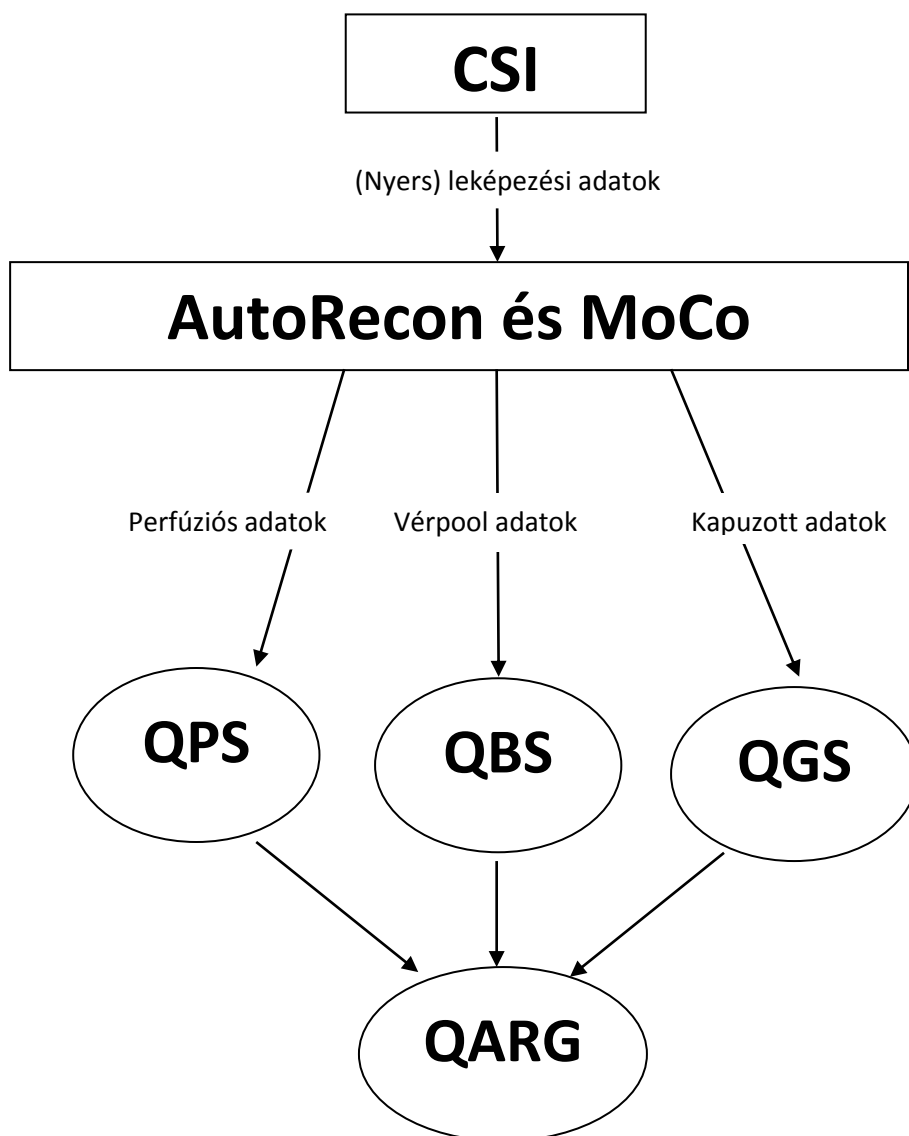 CSI
(Nyers) leképezési adatok
AutoRecon és MoCo
Perfúziós adatok
Vérpool adatok
Kapuzott adatok
QPS
QBS
QGS
QARG